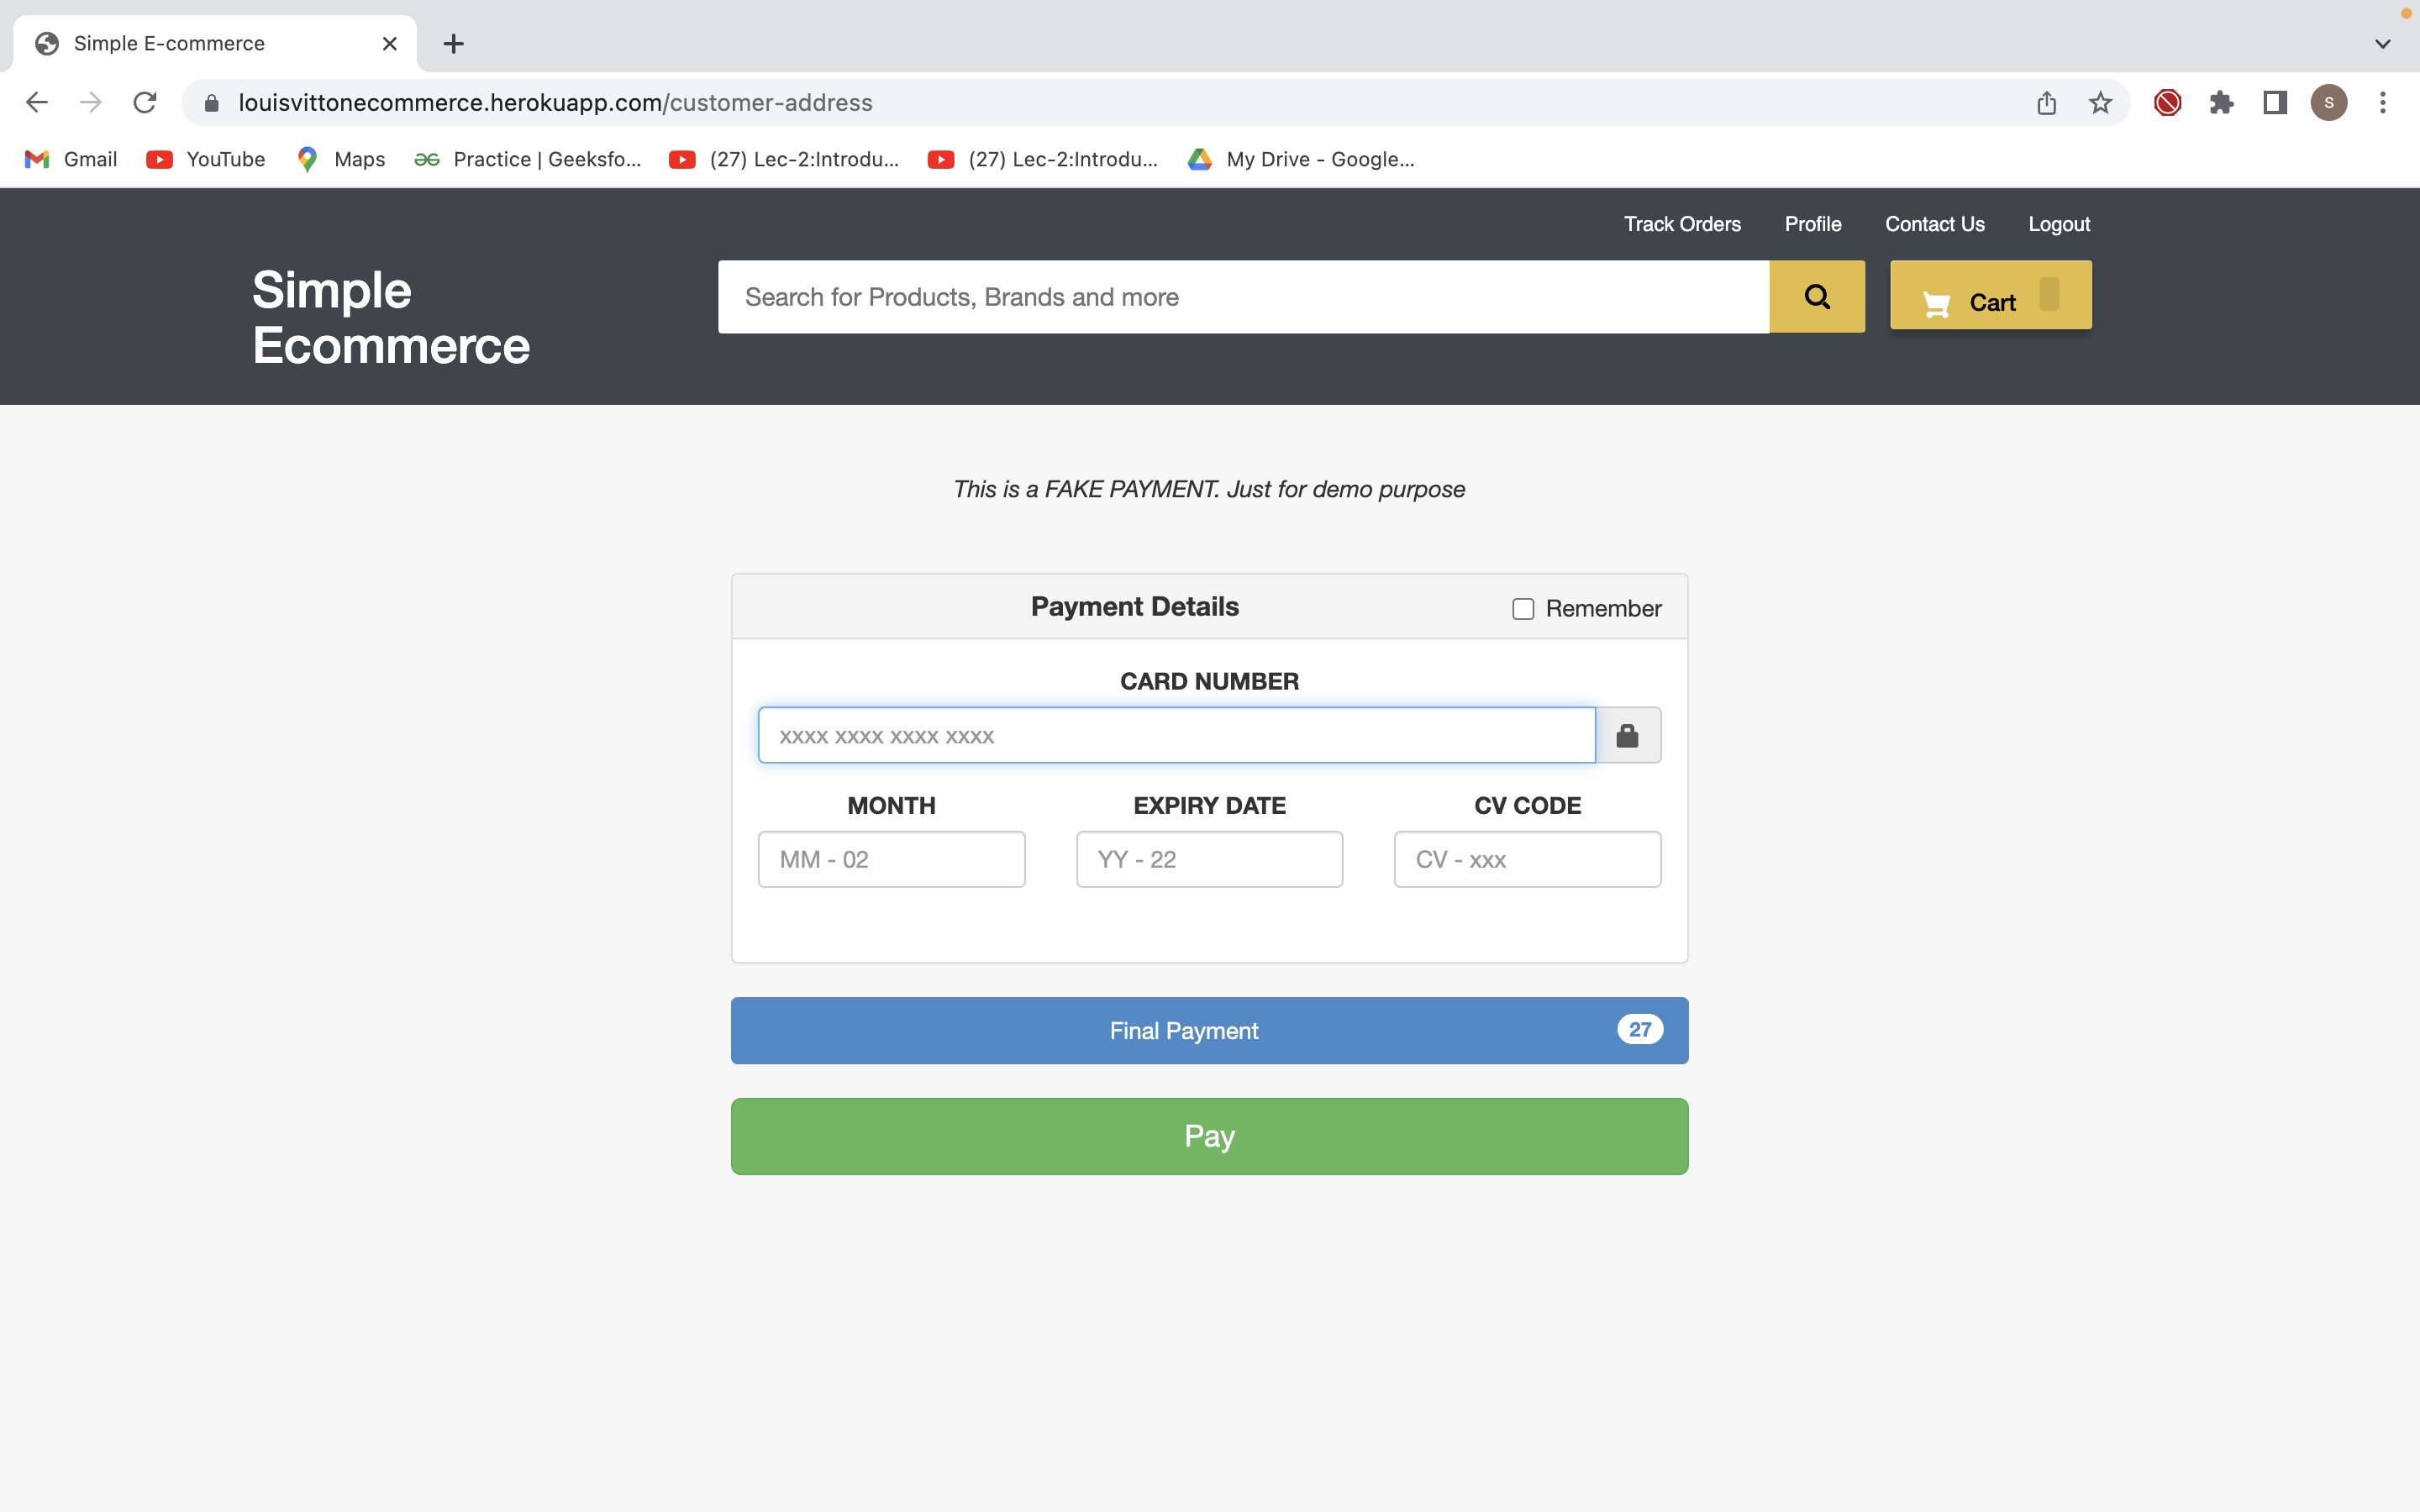 Simple E-commerce
louisvittonecommerce.herokuapp.com/customer-address
S
Gmail
YouTube
Maps
Practice | Geeksfo...
(27) Lec-2:Introdu...
(27) Lec-2:Introdu...
My Drive - Google...
Track Orders
Profile
Contact Us
Logout
Simple
Ecommerce
Search for Products, Brands and more
Cart
This is a FAKE PAYMENT. Just for demo purpose
Payment Details
Remember
CARD NUMBER
xxxx xxxx xxxx xxxx
MONTH
EXPIRY DATE
CV CODE
MM - 02
YY - 22
CV - xxx
Final Payment
27
Pay